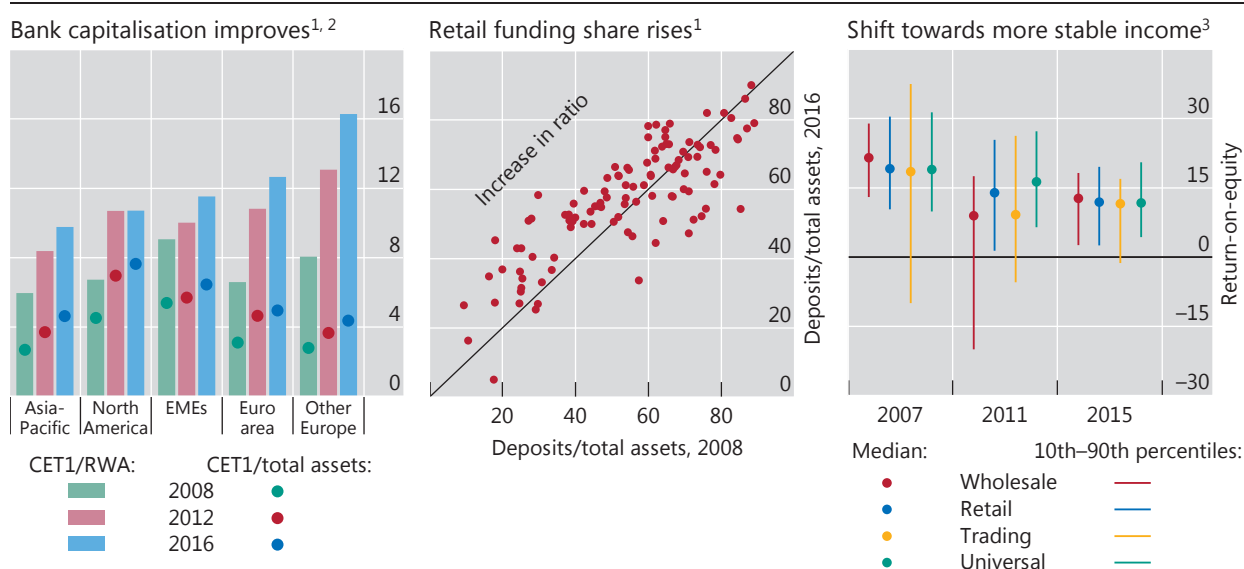 Bank capitalisation improves1, 2
16
12
8
4
0
Asia-
Pacific
North
America
EMEs
Euro
area
Other
Europe
CET1/RWA:
CET1/total assets:
2008
2012
2016
Retail funding share rises1
Increase in ratio
80
60
40
20
0
Deposits/total assets, 2016
20 40 60 80
Deposits/total assets, 2008
Shift towards more stable income3
30
15
0
–15
–30
Return-on-equity
2007 2011 2015
Median:
10th–90th percentiles:
Wholesale
Retail
Trading
Universal